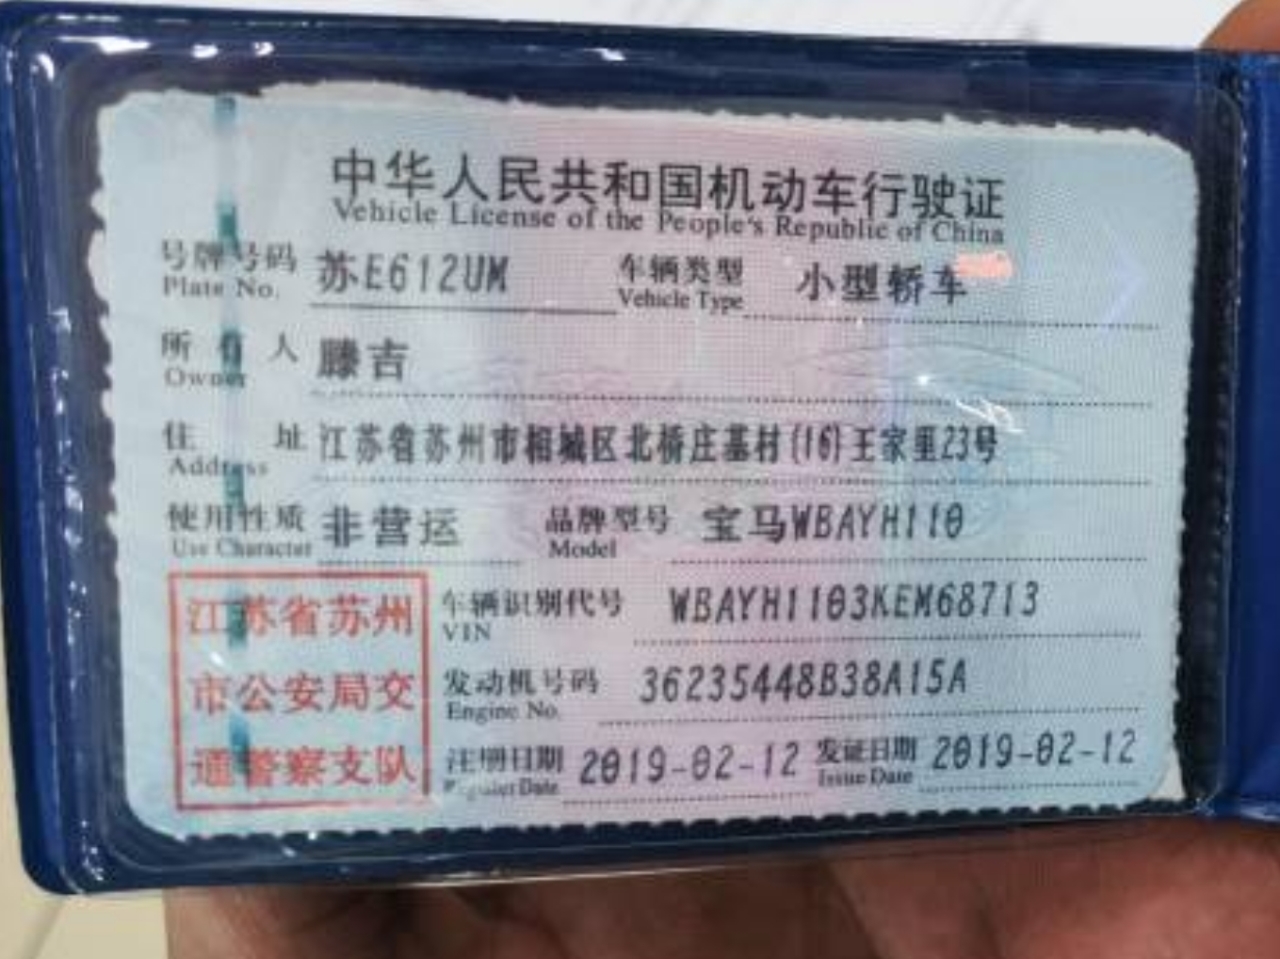 中华人民共和国机动车行驶证
Vehicle License of the People's Republic of China
号牌号码 苏E612UM 车辆类型 小型轿车
Plate No. Vehicle Type
所有人 滕吉
Owner
住址 江苏省苏州市相城区北桥庄基村(16)王家里23号
Address
使用性质 非营运 品牌型号 宝马WBAYH110
Use Character Model
江苏省苏州
市公安局交
通警察支队
车辆识别代号 WBAYH1103KEM68713
VIN
发动机号码 36235448B38A15A
Engine No.
注册日期 2019-02-12 发证日期 2019-02-12
Register Date Issue Date